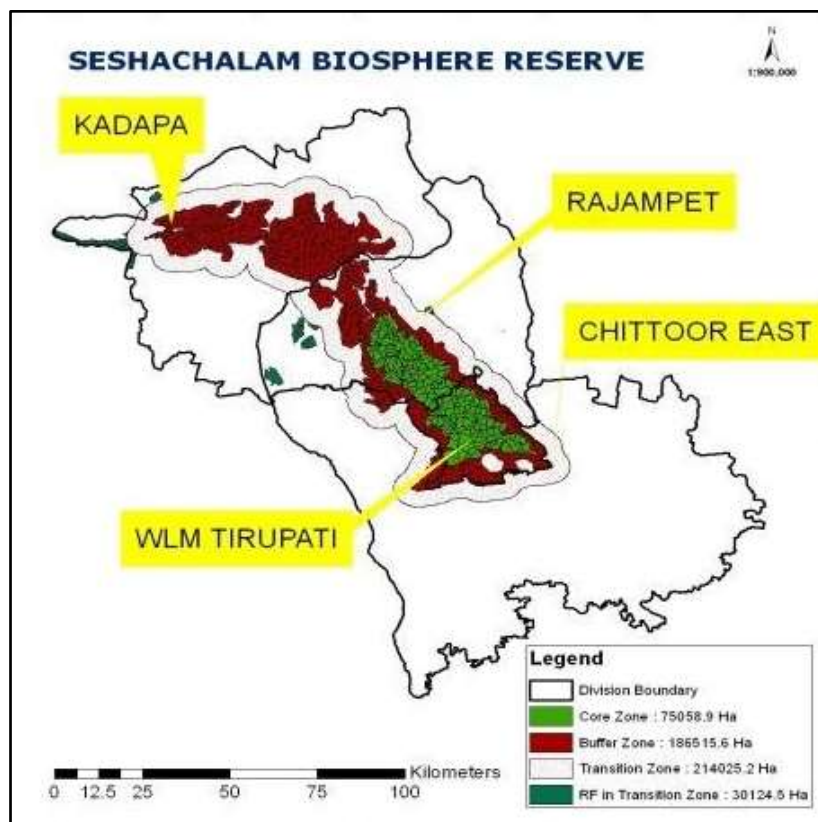 SESHACHALAM BIOSPHERE RESERVE
N
1:900,000
KADAPA
RAJAMPET
CHITTOOR EAST
WLM TIRUPATI
Legend
Division Boundary
Core Zone : 75058.9 Ha
Buffer Zone : 186515.6 Ha
Transition Zone : 214025.2 Ha
RF in Transition Zone : 30124.5 Ha
Kilometers
0 12.5 25 50 75 100